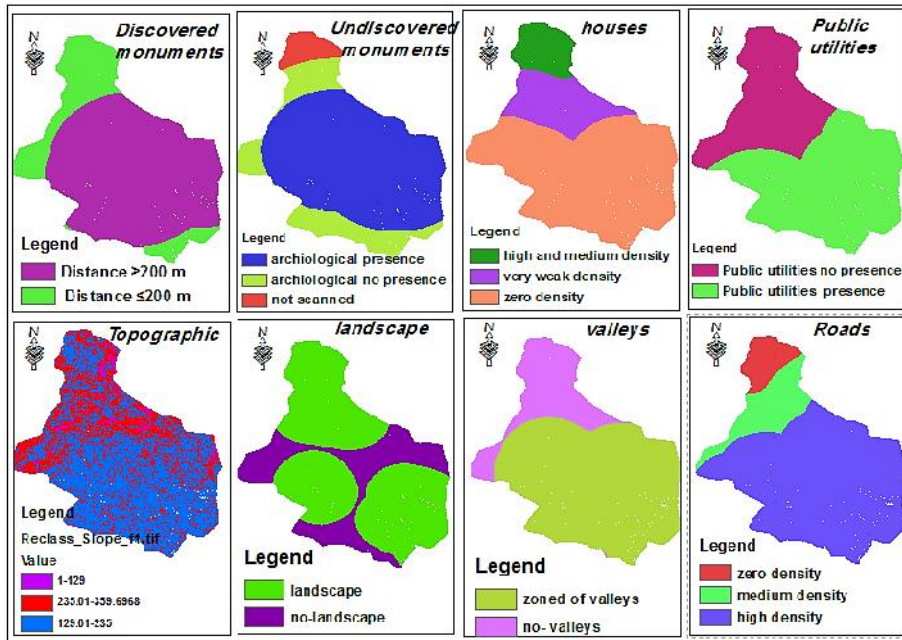 Discovered
monuments
N
Legend
Distance >200 m
Distance ≤200 m
Undiscovered
monuments
N
Legend
archiological presence
archiological no presence
not scanned
houses
N
Legend
high and medium density
very weak density
zero density
Public
utilities
N
Legend
Public utilities no presence
Public utilities presence
Topographic
N
Legend
Reclass_Slope_f1.tif
Value
1-129
235.01-359.6968
129.01-235
landscape
N
Legend
landscape
no-landscape
valleys
N
Legend
zoned of valleys
no- valleys
Roads
N
Legend
zero density
medium density
high density